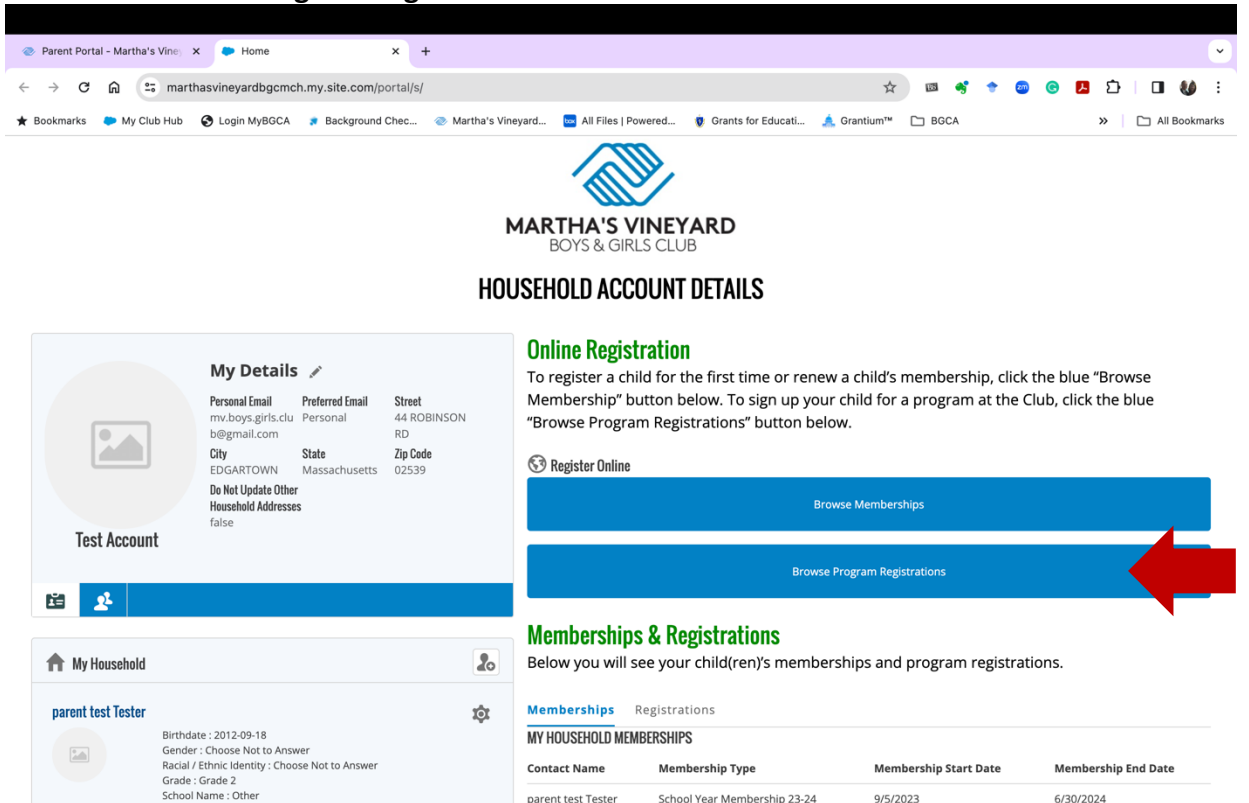 Parent Portal - Martha's Viney
Home
marthasvineyardbgcmch.my.site.com/portal/s/
Bookmarks My Club Hub Login MyBGCA Background Chec... Martha's Vineyard... All Files | Powered... Grants for Educati... Grantium™ BGCA » All Bookmarks
MARTHA'S VINEYARD
BOYS & GIRLS CLUB
HOUSEHOLD ACCOUNT DETAILS
My Details
Personal Email Preferred Email Street
mv.boys.girls.clu Personal 44 ROBINSON
b@gmail.com RD
City State Zip Code
EDGARTOWN Massachusetts 02539
Do Not Update Other
Household Addresses
false
Test Account
My Household
parent test Tester
Birthdate : 2012-09-18
Gender : Choose Not to Answer
Racial / Ethnic Identity : Choose Not to Answer
Grade : Grade 2
School Name : Other
Online Registration
To register a child for the first time or renew a child's membership, click the blue “Browse
Membership” button below. To sign up your child for a program at the Club, click the blue
“Browse Program Registrations” button below.
Register Online
Browse Memberships
Browse Program Registrations
Memberships & Registrations
Below you will see your child(ren)'s memberships and program registrations.
Memberships Registrations
MY HOUSEHOLD MEMBERSHIPS
Contact Name Membership Type Membership Start Date Membership End Date
parent test Tester School Year Membership 23-24 9/5/2023 6/30/2024